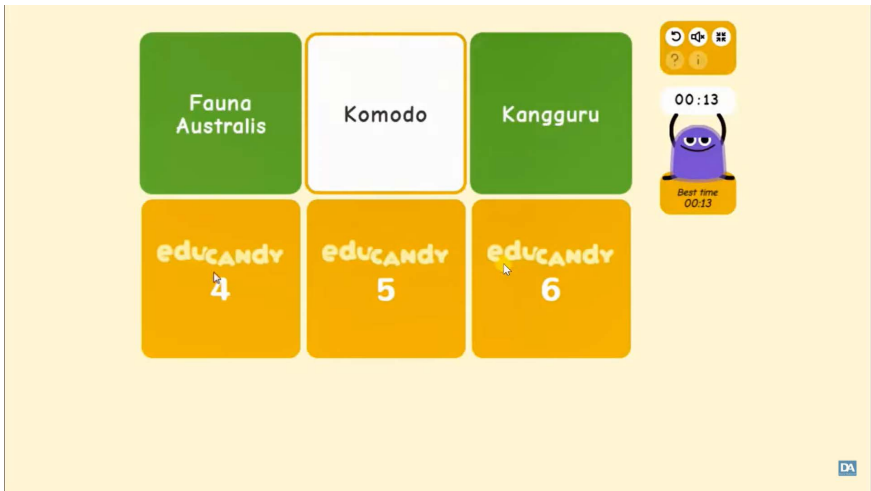 Fauna
Australis
Komodo
Kangguru
00:13
Best time
00:13
eduCANDY
4
eduCANDY
5
eduCANDY
6
?
i
DA